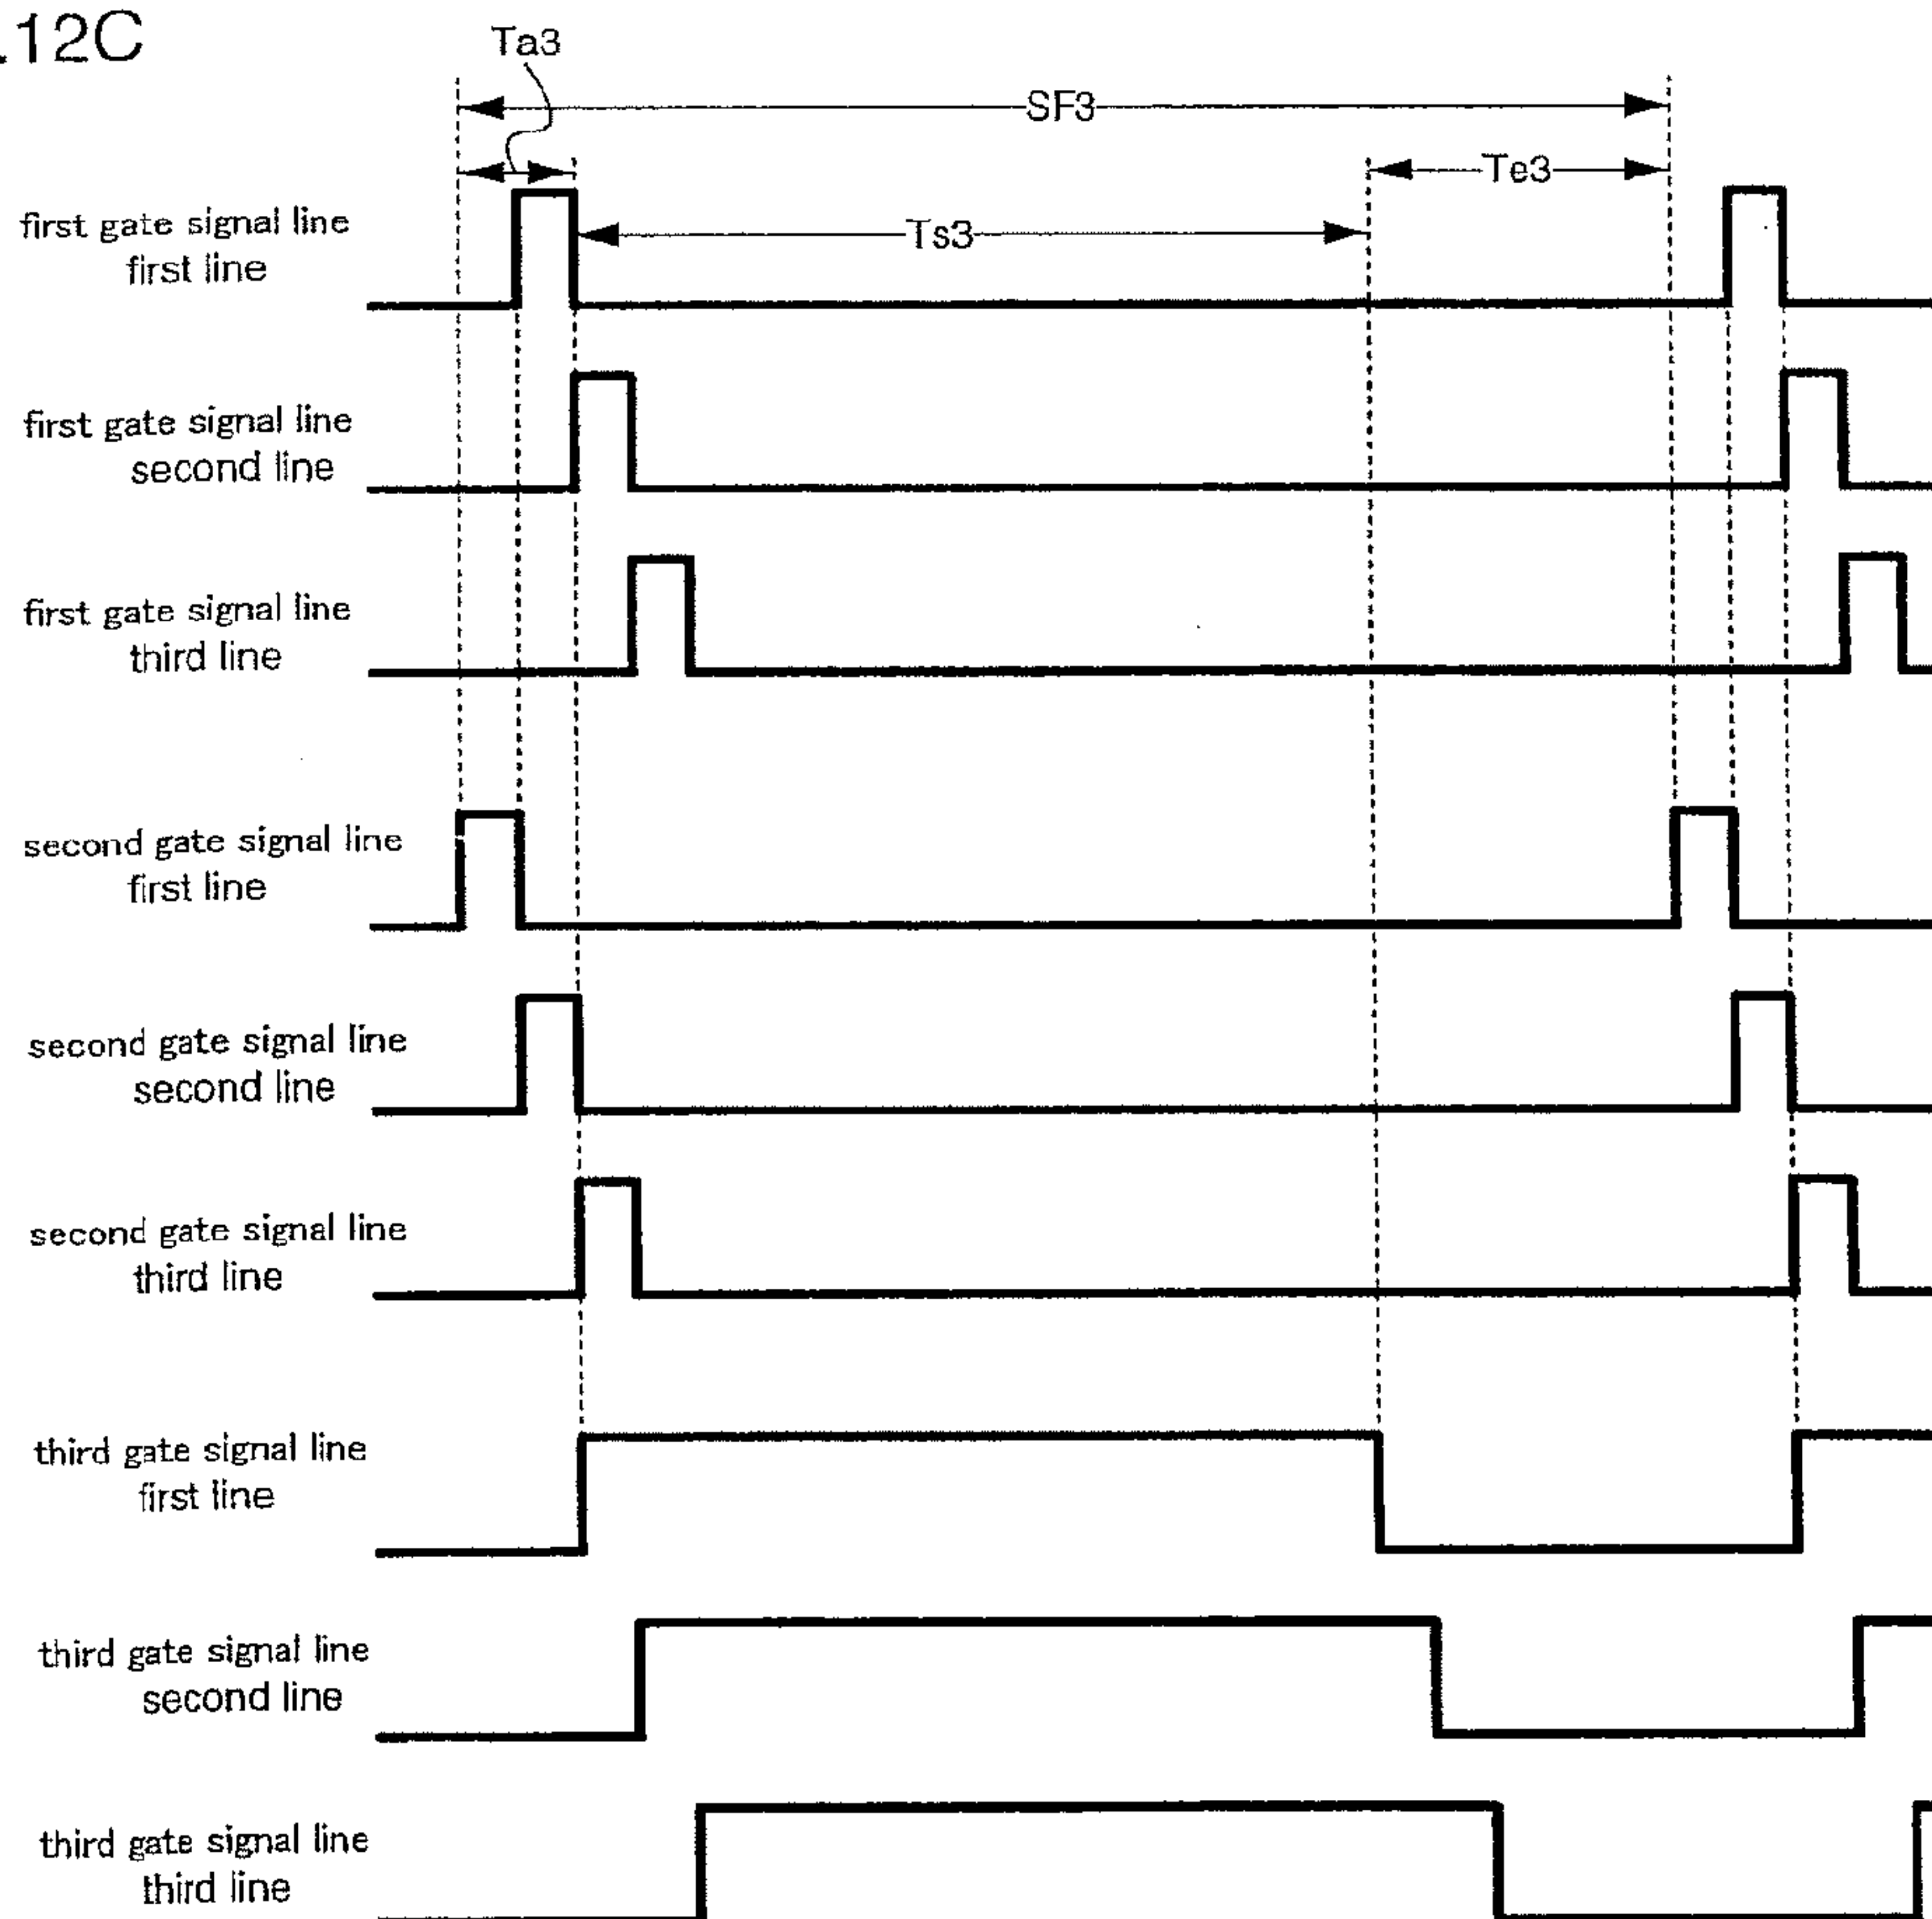 .12C
Ta3
SF3
Te3
Ts3
first gate signal line
first line
first gate signal line
second line
first gate signal line
third line
second gate signal line
first line
second gate signal line
second line
second gate signal line
third line
third gate signal line
first line
third gate signal line
second line
third gate signal line
third line